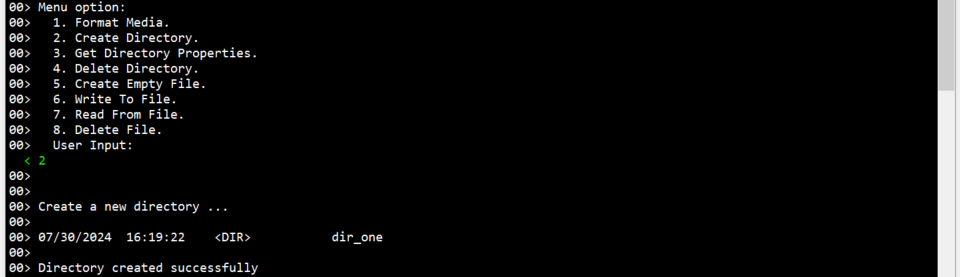 00> Menu option:
00>   1. Format Media.
00>   2. Create Directory.
00>   3. Get Directory Properties.
00>   4. Delete Directory.
00>   5. Create Empty File.
00>   6. Write To File.
00>   7. Read From File.
00>   8. Delete File.
00>   User Input:
  < 2
00>
00>
00> Create a new directory ...
00>
00> 07/30/2024  16:19:22    <DIR>           dir_one
00>
00> Directory created successfully